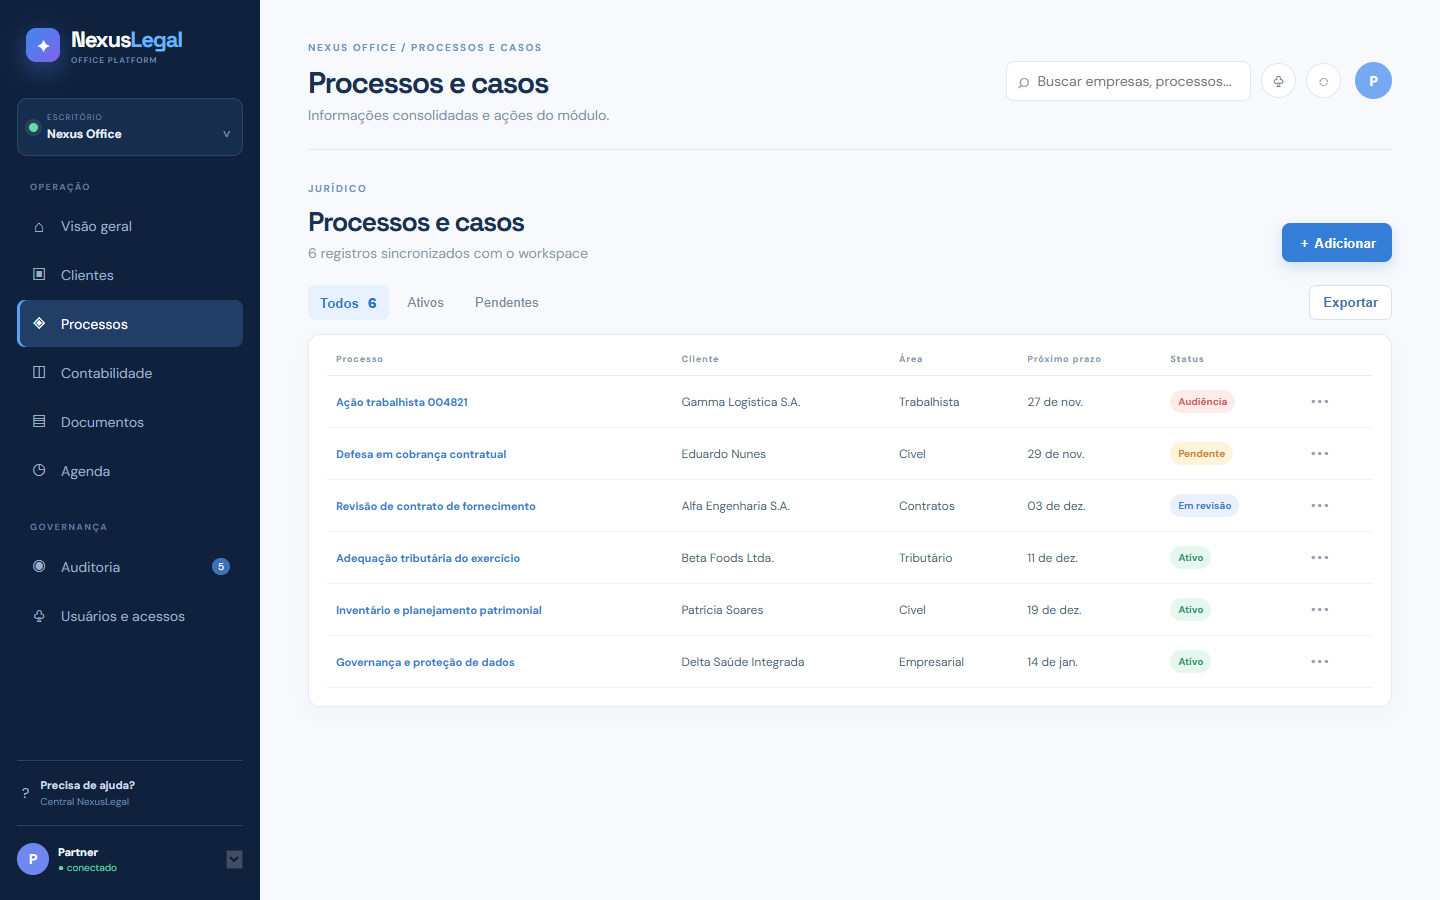 NexusLegal
OFFICE PLATFORM
ESCRITÓRIO
Nexus Office
OPERAÇÃO
Visão geral
Clientes
Processos
Contabilidade
Documentos
Agenda
GOVERNANÇA
Auditoria 5
Usuários e acessos
? Precisa de ajuda?
Central NexusLegal
P Partner
● conectado
NEXUS OFFICE / PROCESSOS E CASOS
Processos e casos
Informações consolidadas e ações do módulo.
Buscar empresas, processos...
P
JURÍDICO
Processos e casos
6 registros sincronizados com o workspace
+ Adicionar
Todos 6 Ativos Pendentes
Exportar
Processo Cliente Área Próximo prazo Status
Ação trabalhista 004821 Gamma Logística S.A. Trabalhista 27 de nov. Audiência •••
Defesa em cobrança contratual Eduardo Nunes Cível 29 de nov. Pendente •••
Revisão de contrato de fornecimento Alfa Engenharia S.A. Contratos 03 de dez. Em revisão •••
Adequação tributária do exercício Beta Foods Ltda. Tributário 11 de dez. Ativo •••
Inventário e planejamento patrimonial Patrícia Soares Cível 19 de dez. Ativo •••
Governança e proteção de dados Delta Saúde Integrada Empresarial 14 de jan. Ativo •••